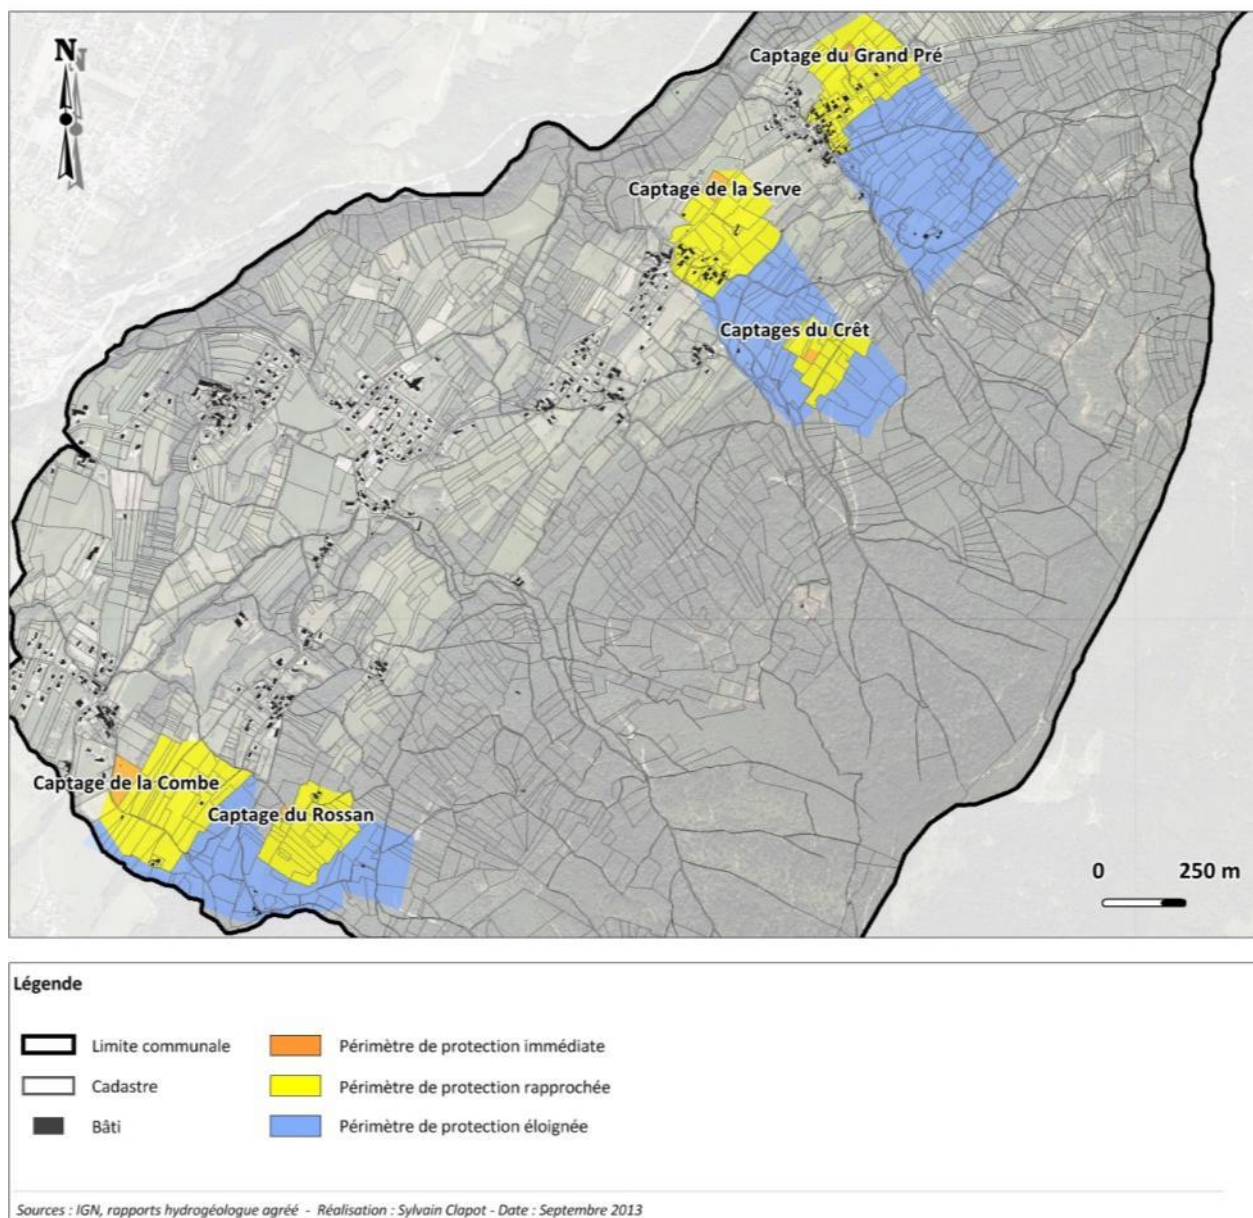 N
N
Captage du Grand Pré
Captage de la Serve
Captages du Crêt
Captage de la Combe
Captage du Rossan
0 250 m
Légende
Limite communale
Périmètre de protection immédiate
Cadastre
Périmètre de protection rapprochée
Bâti
Périmètre de protection éloignée
Sources : IGN, rapports hydrogéologue agréé - Réalisation : Sylvain Clapot - Date : Septembre 2013